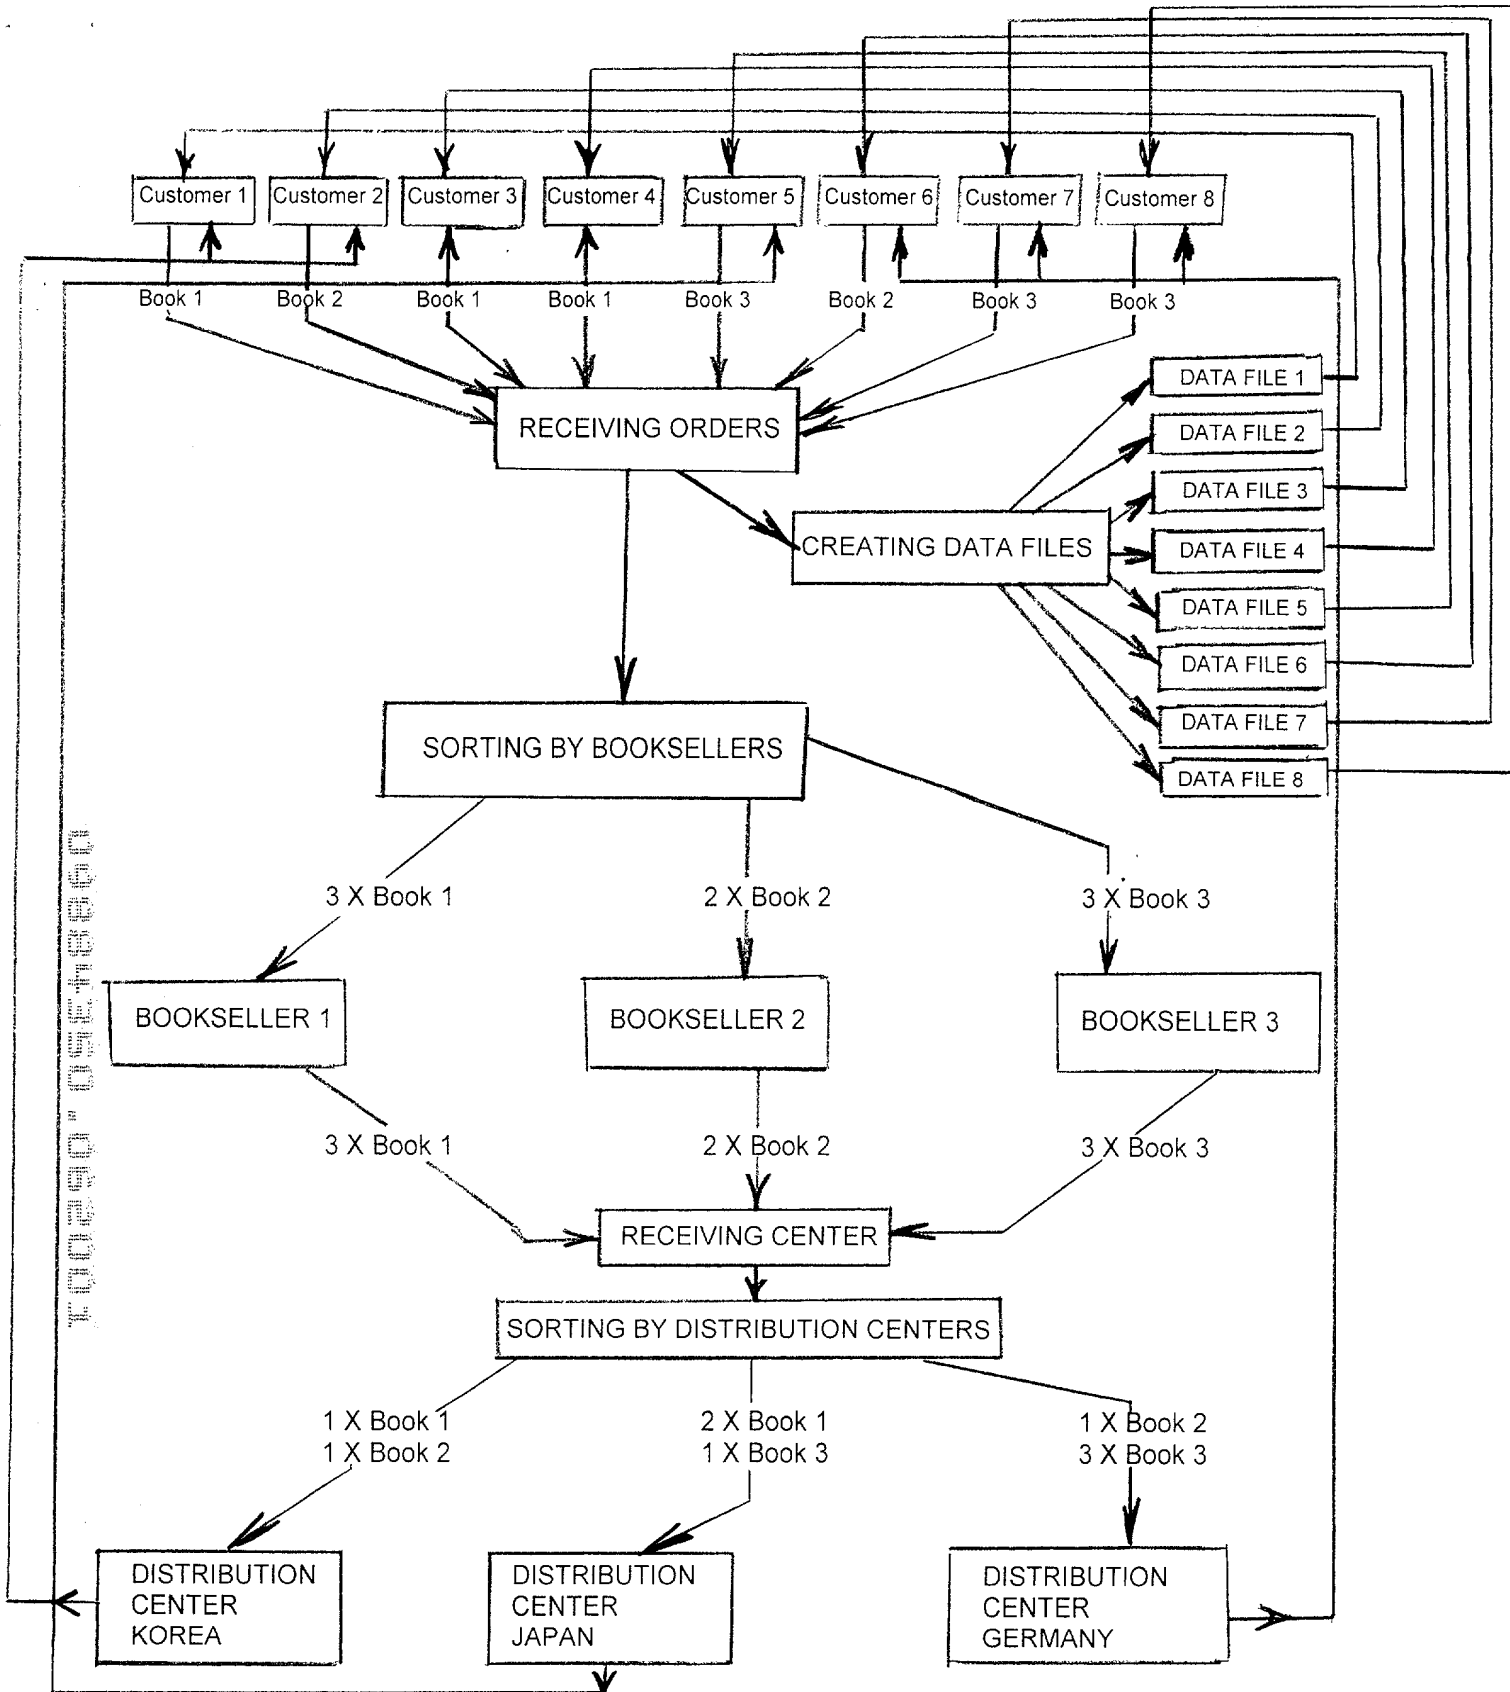 Customer 1
Customer 2
Customer 3
Customer 4
Customer 5
Customer 6
Customer 7
Customer 8
Book 1
Book 2
Book 1
Book 1
Book 3
Book 2
Book 3
Book 3
RECEIVING ORDERS
DATA FILE 1
DATA FILE 2
DATA FILE 3
CREATING DATA FILES
DATA FILE 4
DATA FILE 5
DATA FILE 6
DATA FILE 7
DATA FILE 8
SORTING BY BOOKSELLERS
3 X Book 1
2 X Book 2
3 X Book 3
BOOKSELLER 1
BOOKSELLER 2
BOOKSELLER 3
3 X Book 1
2 X Book 2
3 X Book 3
RECEIVING CENTER
SORTING BY DISTRIBUTION CENTERS
1 X Book 1
1 X Book 2
2 X Book 1
1 X Book 3
1 X Book 2
3 X Book 3
DISTRIBUTION
CENTER
KOREA
DISTRIBUTION
CENTER
JAPAN
DISTRIBUTION
CENTER
GERMANY